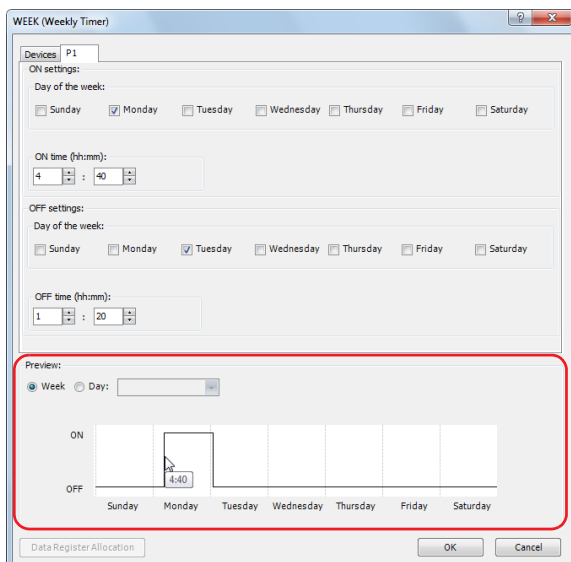 WEEK (Weekly Timer)
?
Devices P1
ON settings:
Day of the week:
Sunday Monday Tuesday Wednesday Thursday Friday Saturday
ON time (hh:mm):
4 : 40
OFF settings:
Day of the week:
Sunday Monday Tuesday Wednesday Thursday Friday Saturday
OFF time (hh:mm):
1 : 20
Preview:
Week Day:
ON
4:40
OFF
Sunday Monday Tuesday Wednesday Thursday Friday Saturday
Data Register Allocation OK Cancel